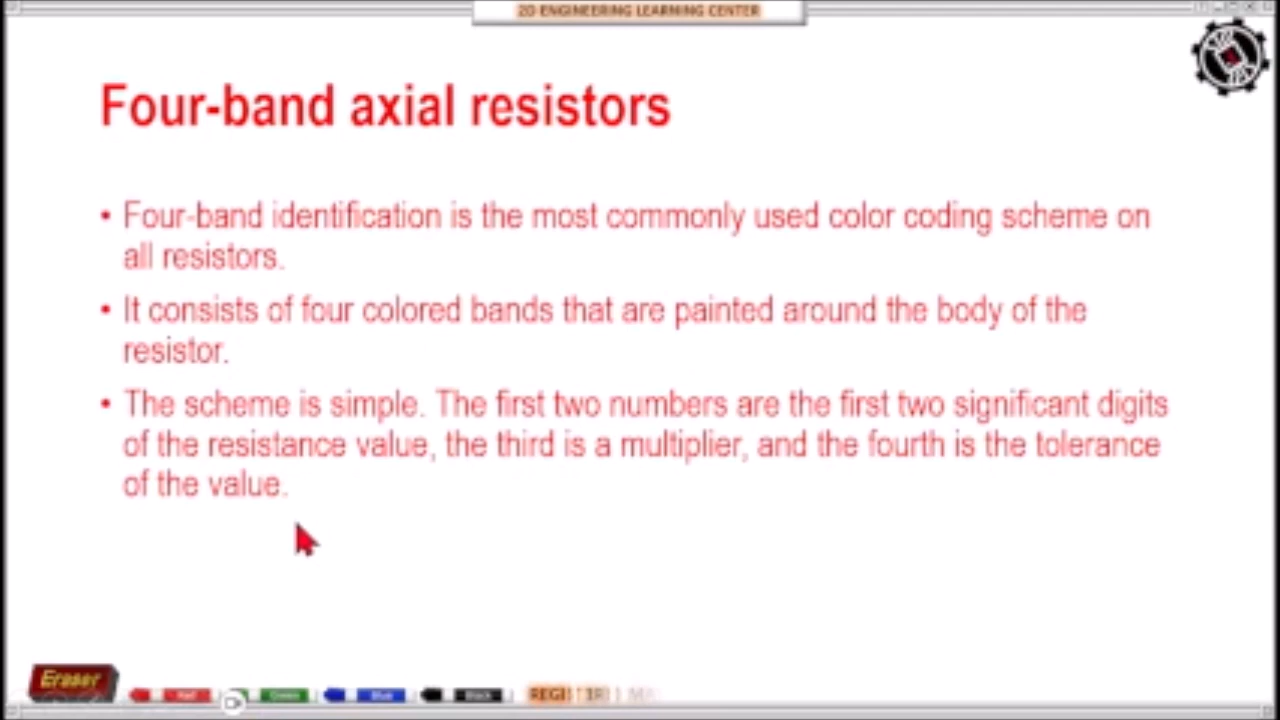 2D ENGINEERING LEARNING CENTER
Four-band axial resistors
• Four-band identification is the most commonly used color coding scheme on
all resistors.
• It consists of four colored bands that are painted around the body of the
resistor.
• The scheme is simple. The first two numbers are the first two significant digits
of the resistance value, the third is a multiplier, and the fourth is the tolerance
of the value.
Eraser
Red Green Blue Black